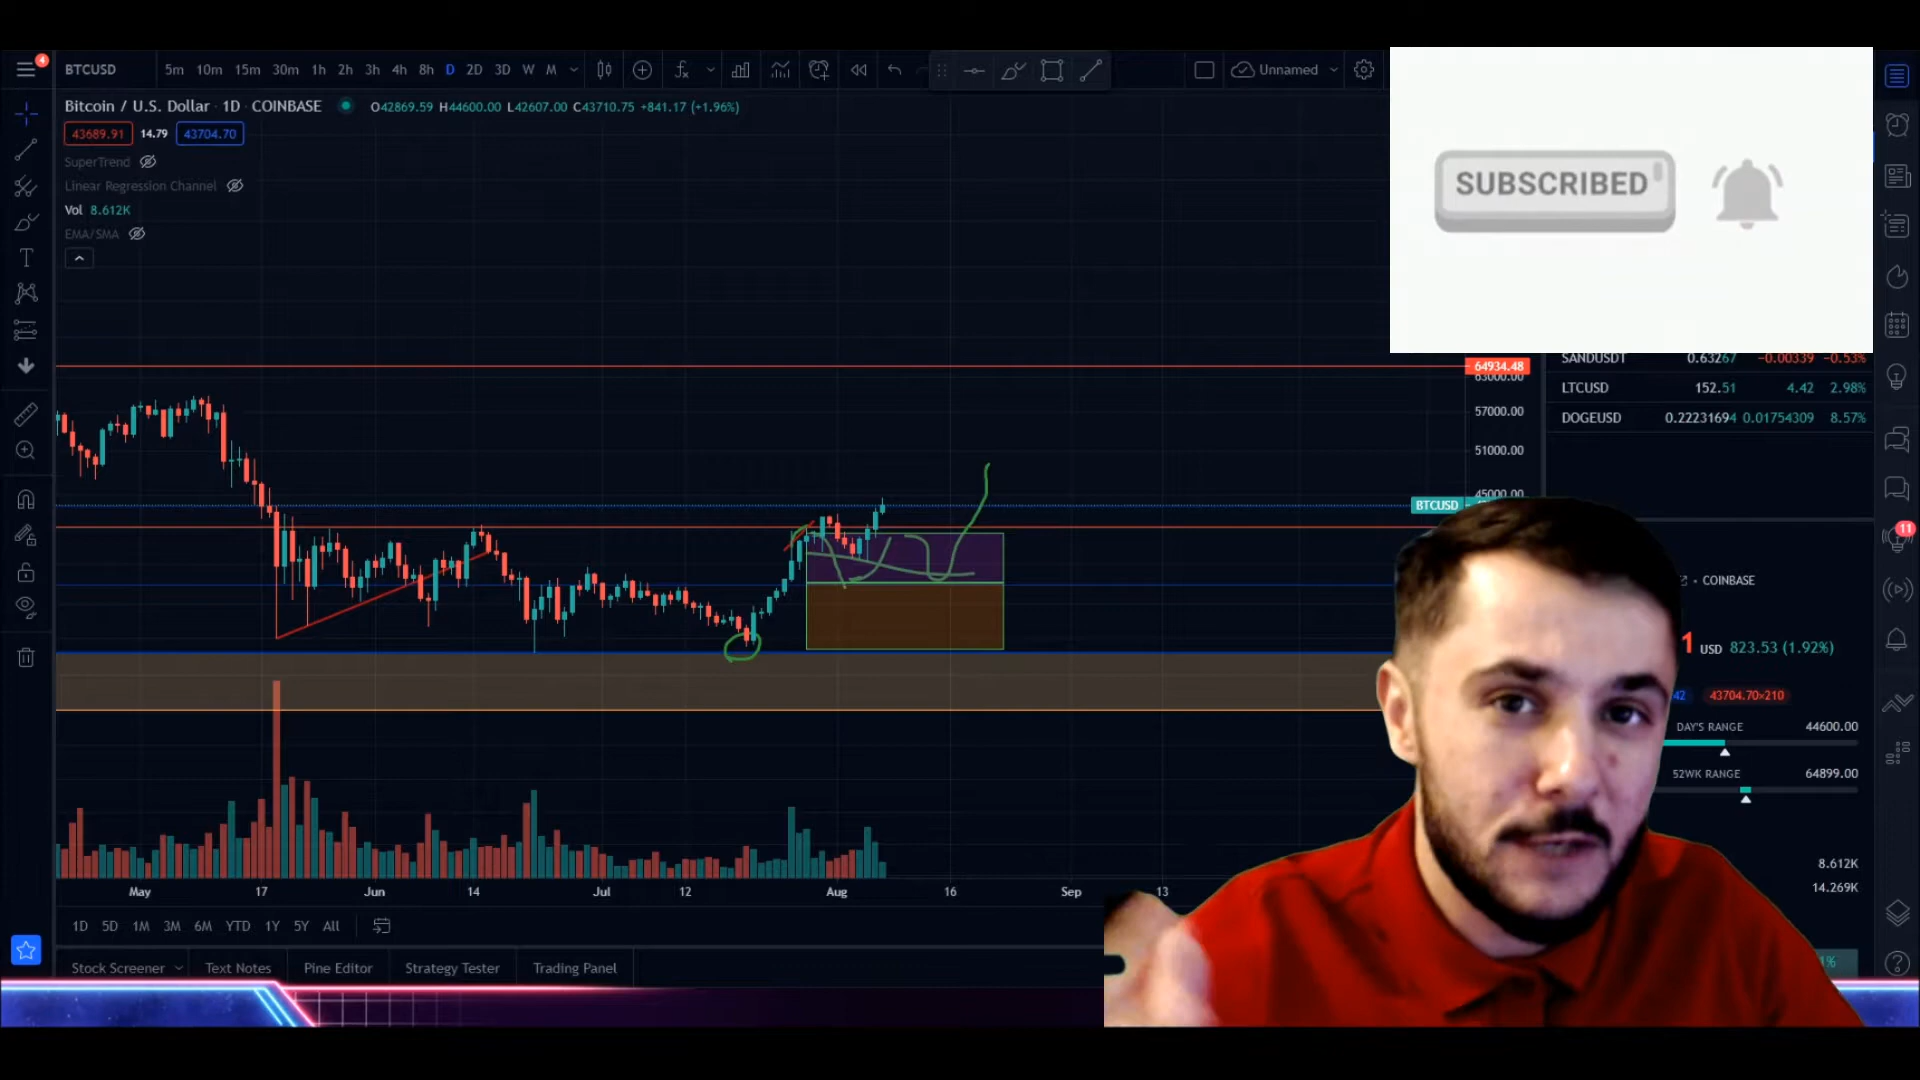 4
BTCUSD 5m 10m 15m 30m 1h 2h 3h 4h 8h D 2D 3D W M Unnamed
Bitcoin / U.S. Dollar · 1D · COINBASE O42869.59 H44600.00 L42607.00 C43710.75 +841.17 (+1.96%)
43689.91 14.79 43704.70
SuperTrend
Linear Regression Channel
Vol 8.612K
EMA/SMA
SUBSCRIBED
SANDUSDT 0.63267 -0.00339 -0.53%
LTCUSD 152.51 4.42 2.98%
DOGEUSD 0.22231694 0.01754309 8.57%
64934.48
63000.00
57000.00
51000.00
45000.00
BTCUSD
11
• COINBASE
1 USD 823.53 (1.92%)
42 43704.70×210
DAY'S RANGE 44600.00
52WK RANGE 64899.00
8.612K
14.269K
May 17 Jun 14 Jul 12 Aug 16 Sep 13
1D 5D 1M 3M 6M YTD 1Y 5Y All
Stock Screener Text Notes Pine Editor Strategy Tester Trading Panel